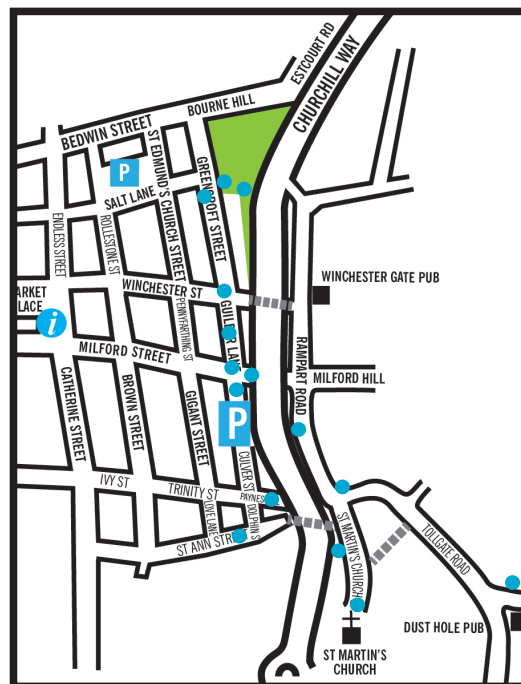 ESTCOURT RD
CHURCHILL WAY
BOURNE HILL
BEDWIN STREET
P
ST EDMUND'S CHURCH STREET
GREENCROFT STREET
SALT LANE
ENDLESS STREET
ROLLESTONE ST
WINCHESTER ST
WINCHESTER GATE PUB
ARKET
LACE
i
PENNYFARTHING ST
GUILDER LANE
RAMPART ROAD
MILFORD STREET
MILFORD HILL
CATHERINE STREET
BROWN STREET
GIGANT STREET
P
CULVER ST
IVY ST
TRINITY ST
PAYNES
LOVE LANE
DOLPHIN ST
ST ANN STREET
ST MARTIN'S CHURCH
TOLLGATE ROAD
DUST HOLE PUB
ST MARTIN'S
CHURCH